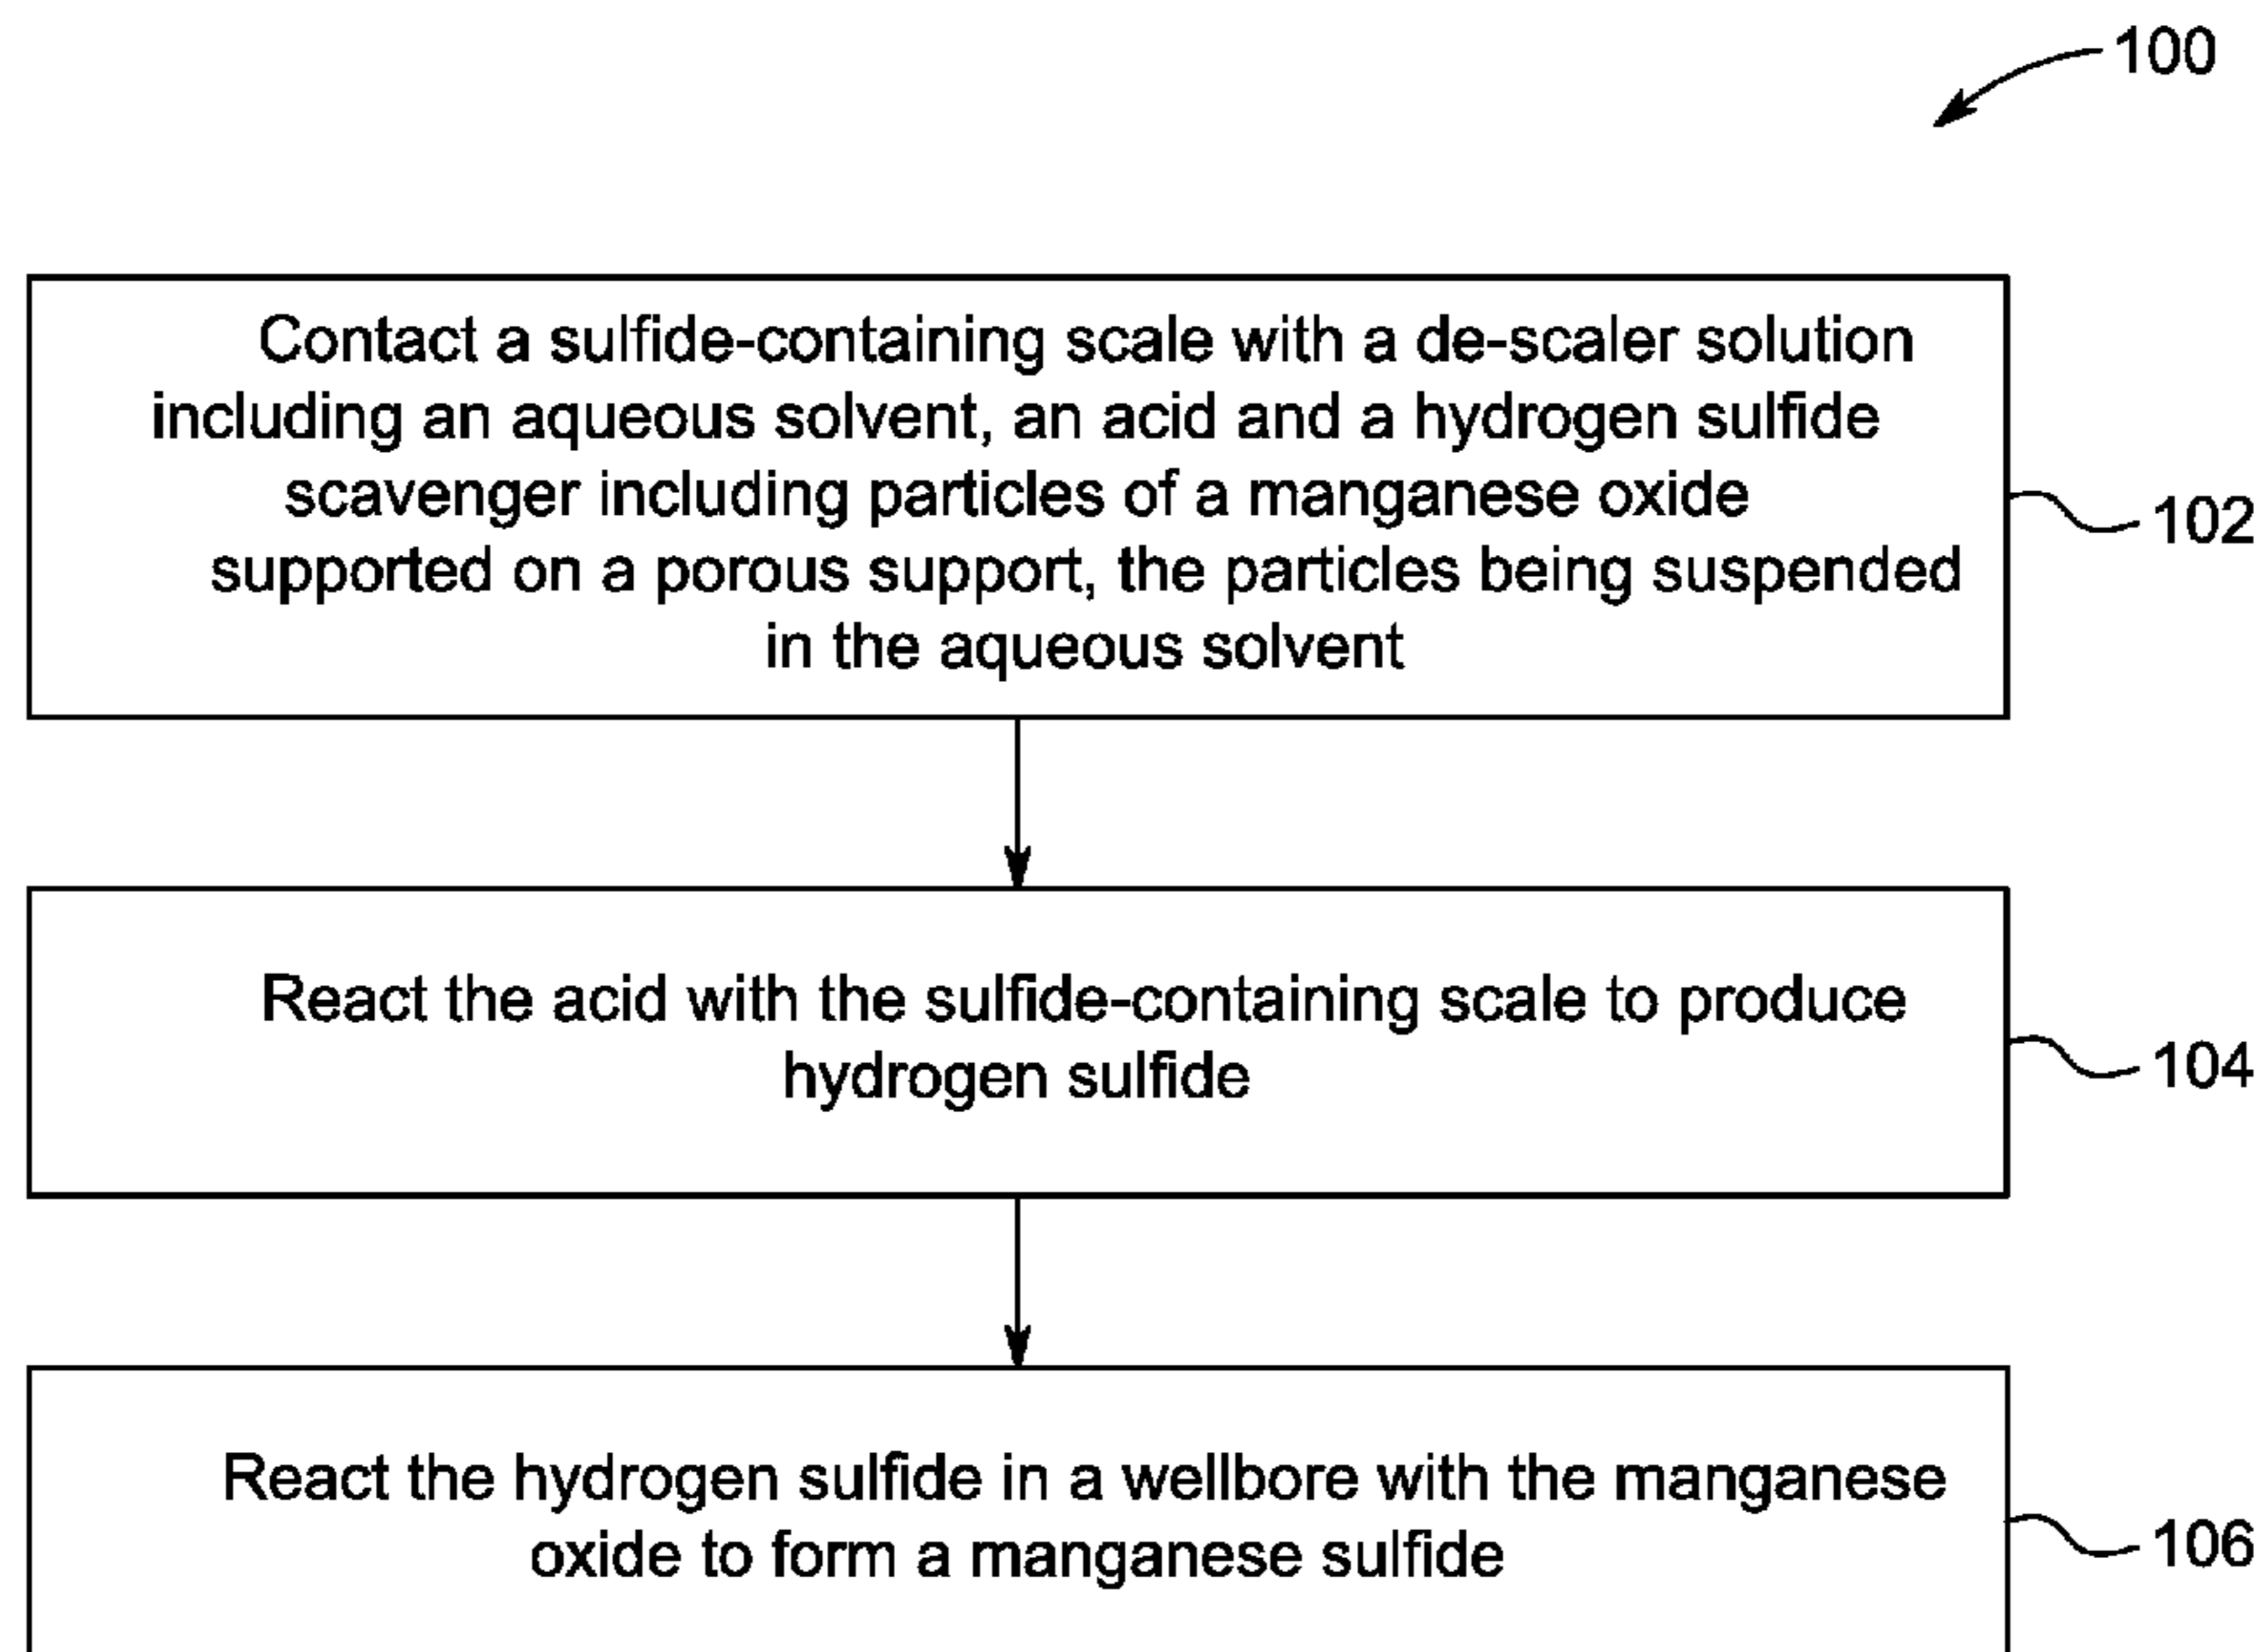 100
Contact a sulfide-containing scale with a de-scaler solution
including an aqueous solvent, an acid and a hydrogen sulfide
scavenger including particles of a manganese oxide
supported on a porous support, the particles being suspended
in the aqueous solvent
102
React the acid with the sulfide-containing scale to produce
hydrogen sulfide
104
React the hydrogen sulfide in a wellbore with the manganese
oxide to form a manganese sulfide
106